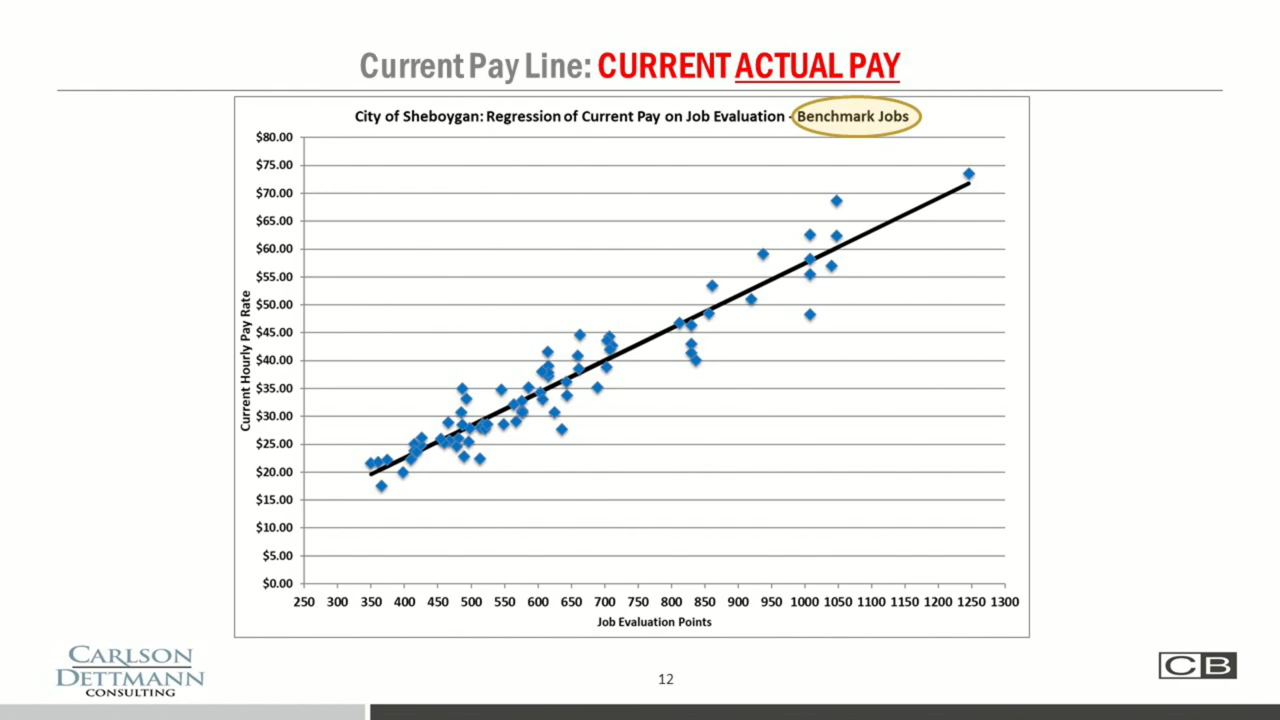 Current Pay Line: CURRENT ACTUAL PAY
City of Sheboygan: Regression of Current Pay on Job Evaluation - Benchmark Jobs
$80.00
$75.00
$70.00
$65.00
$60.00
$55.00
$50.00
$45.00
$40.00
$35.00
$30.00
$25.00
$20.00
$15.00
$10.00
$5.00
$0.00
Current Hourly Pay Rate
250 300 350 400 450 500 550 600 650 700 750 800 850 900 950 1000 1050 1100 1150 1200 1250 1300
Job Evaluation Points
CARLSON
DETTMANN
CONSULTING
12
CB